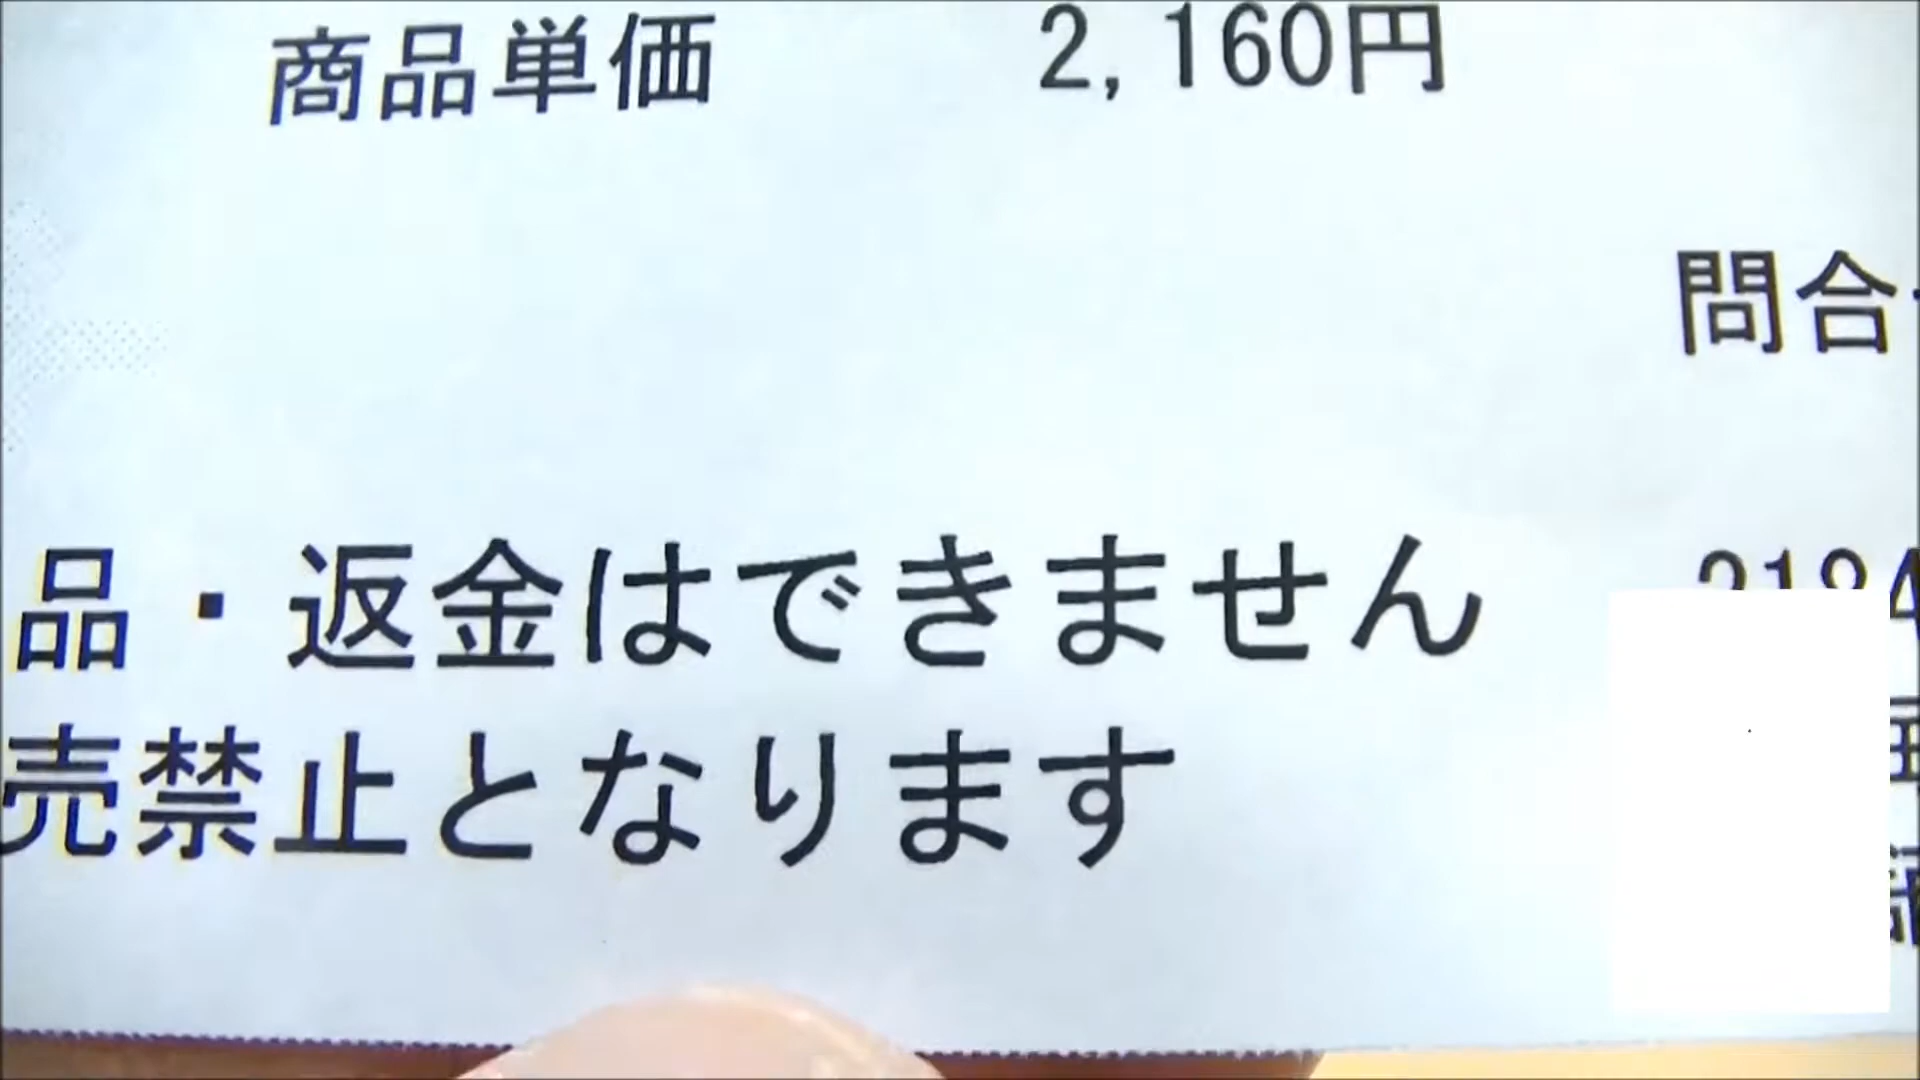 商品単価 2,160円
問合
品・返金はできません
売禁止となります